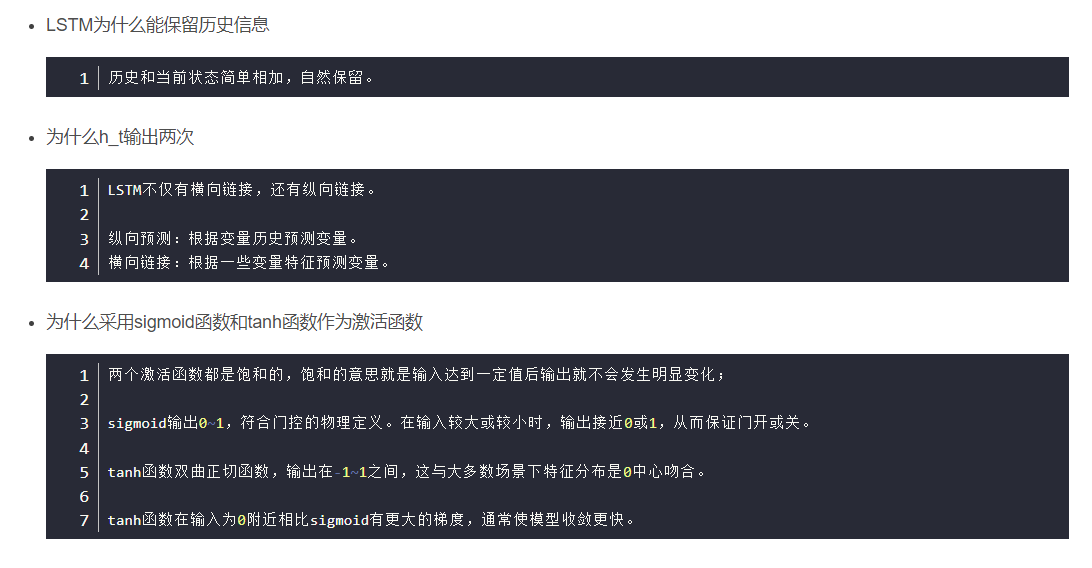 LSTM为什么能保留历史信息
1 历史和当前状态简单相加，自然保留。
为什么h_t输出两次
1 LSTM不仅有横向链接，还有纵向链接。
2
3 纵向预测：根据变量历史预测变量。
4 横向链接：根据一些变量特征预测变量。
为什么采用sigmoid函数和tanh函数作为激活函数
1 两个激活函数都是饱和的，饱和的意思就是输入达到一定值后输出就不会发生明显变化；
2
3 sigmoid输出0~1，符合门控的物理定义。在输入较大或较小时，输出接近0或1，从而保证门开或关。
4
5 tanh函数双曲正切函数，输出在-1~1之间，这与大多数场景下特征分布是0中心吻合。
6
7 tanh函数在输入为0附近相比sigmoid有更大的梯度，通常使模型收敛更快。